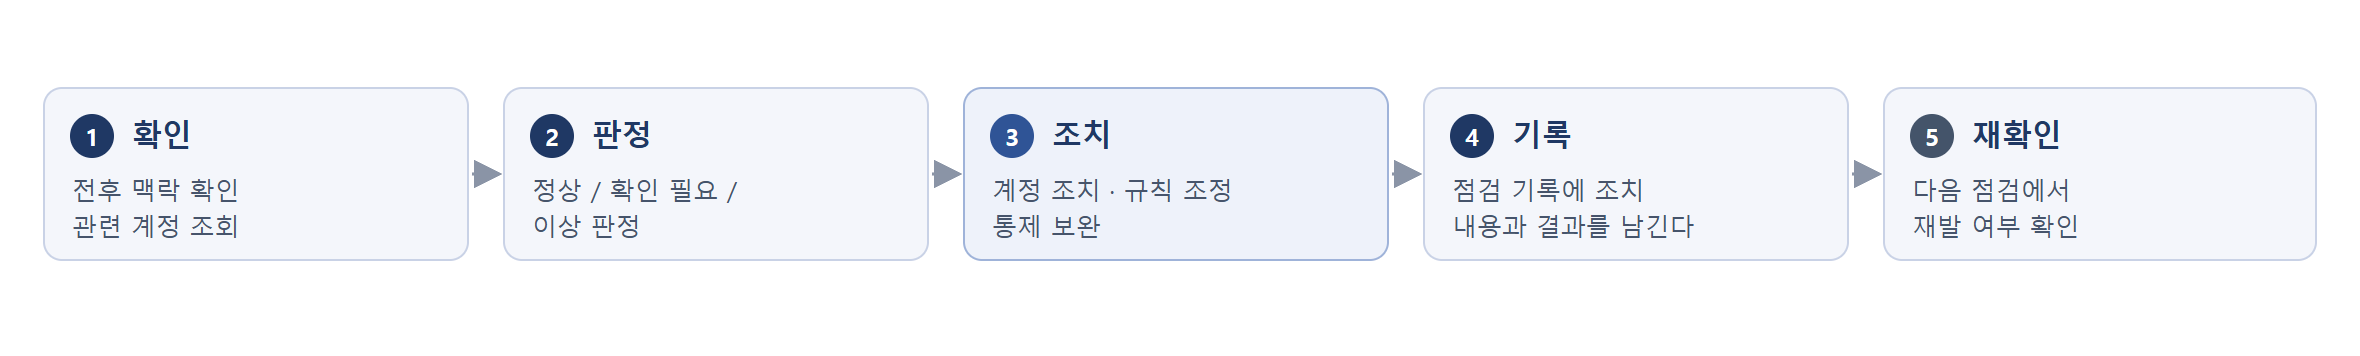 1 확인
전후 맥락 확인
관련 계정 조회
2 판정
정상 / 확인 필요 /
이상 판정
3 조치
계정 조치 · 규칙 조정
통제 보완
4 기록
점검 기록에 조치
내용과 결과를 남긴다
5 재확인
다음 점검에서
재발 여부 확인